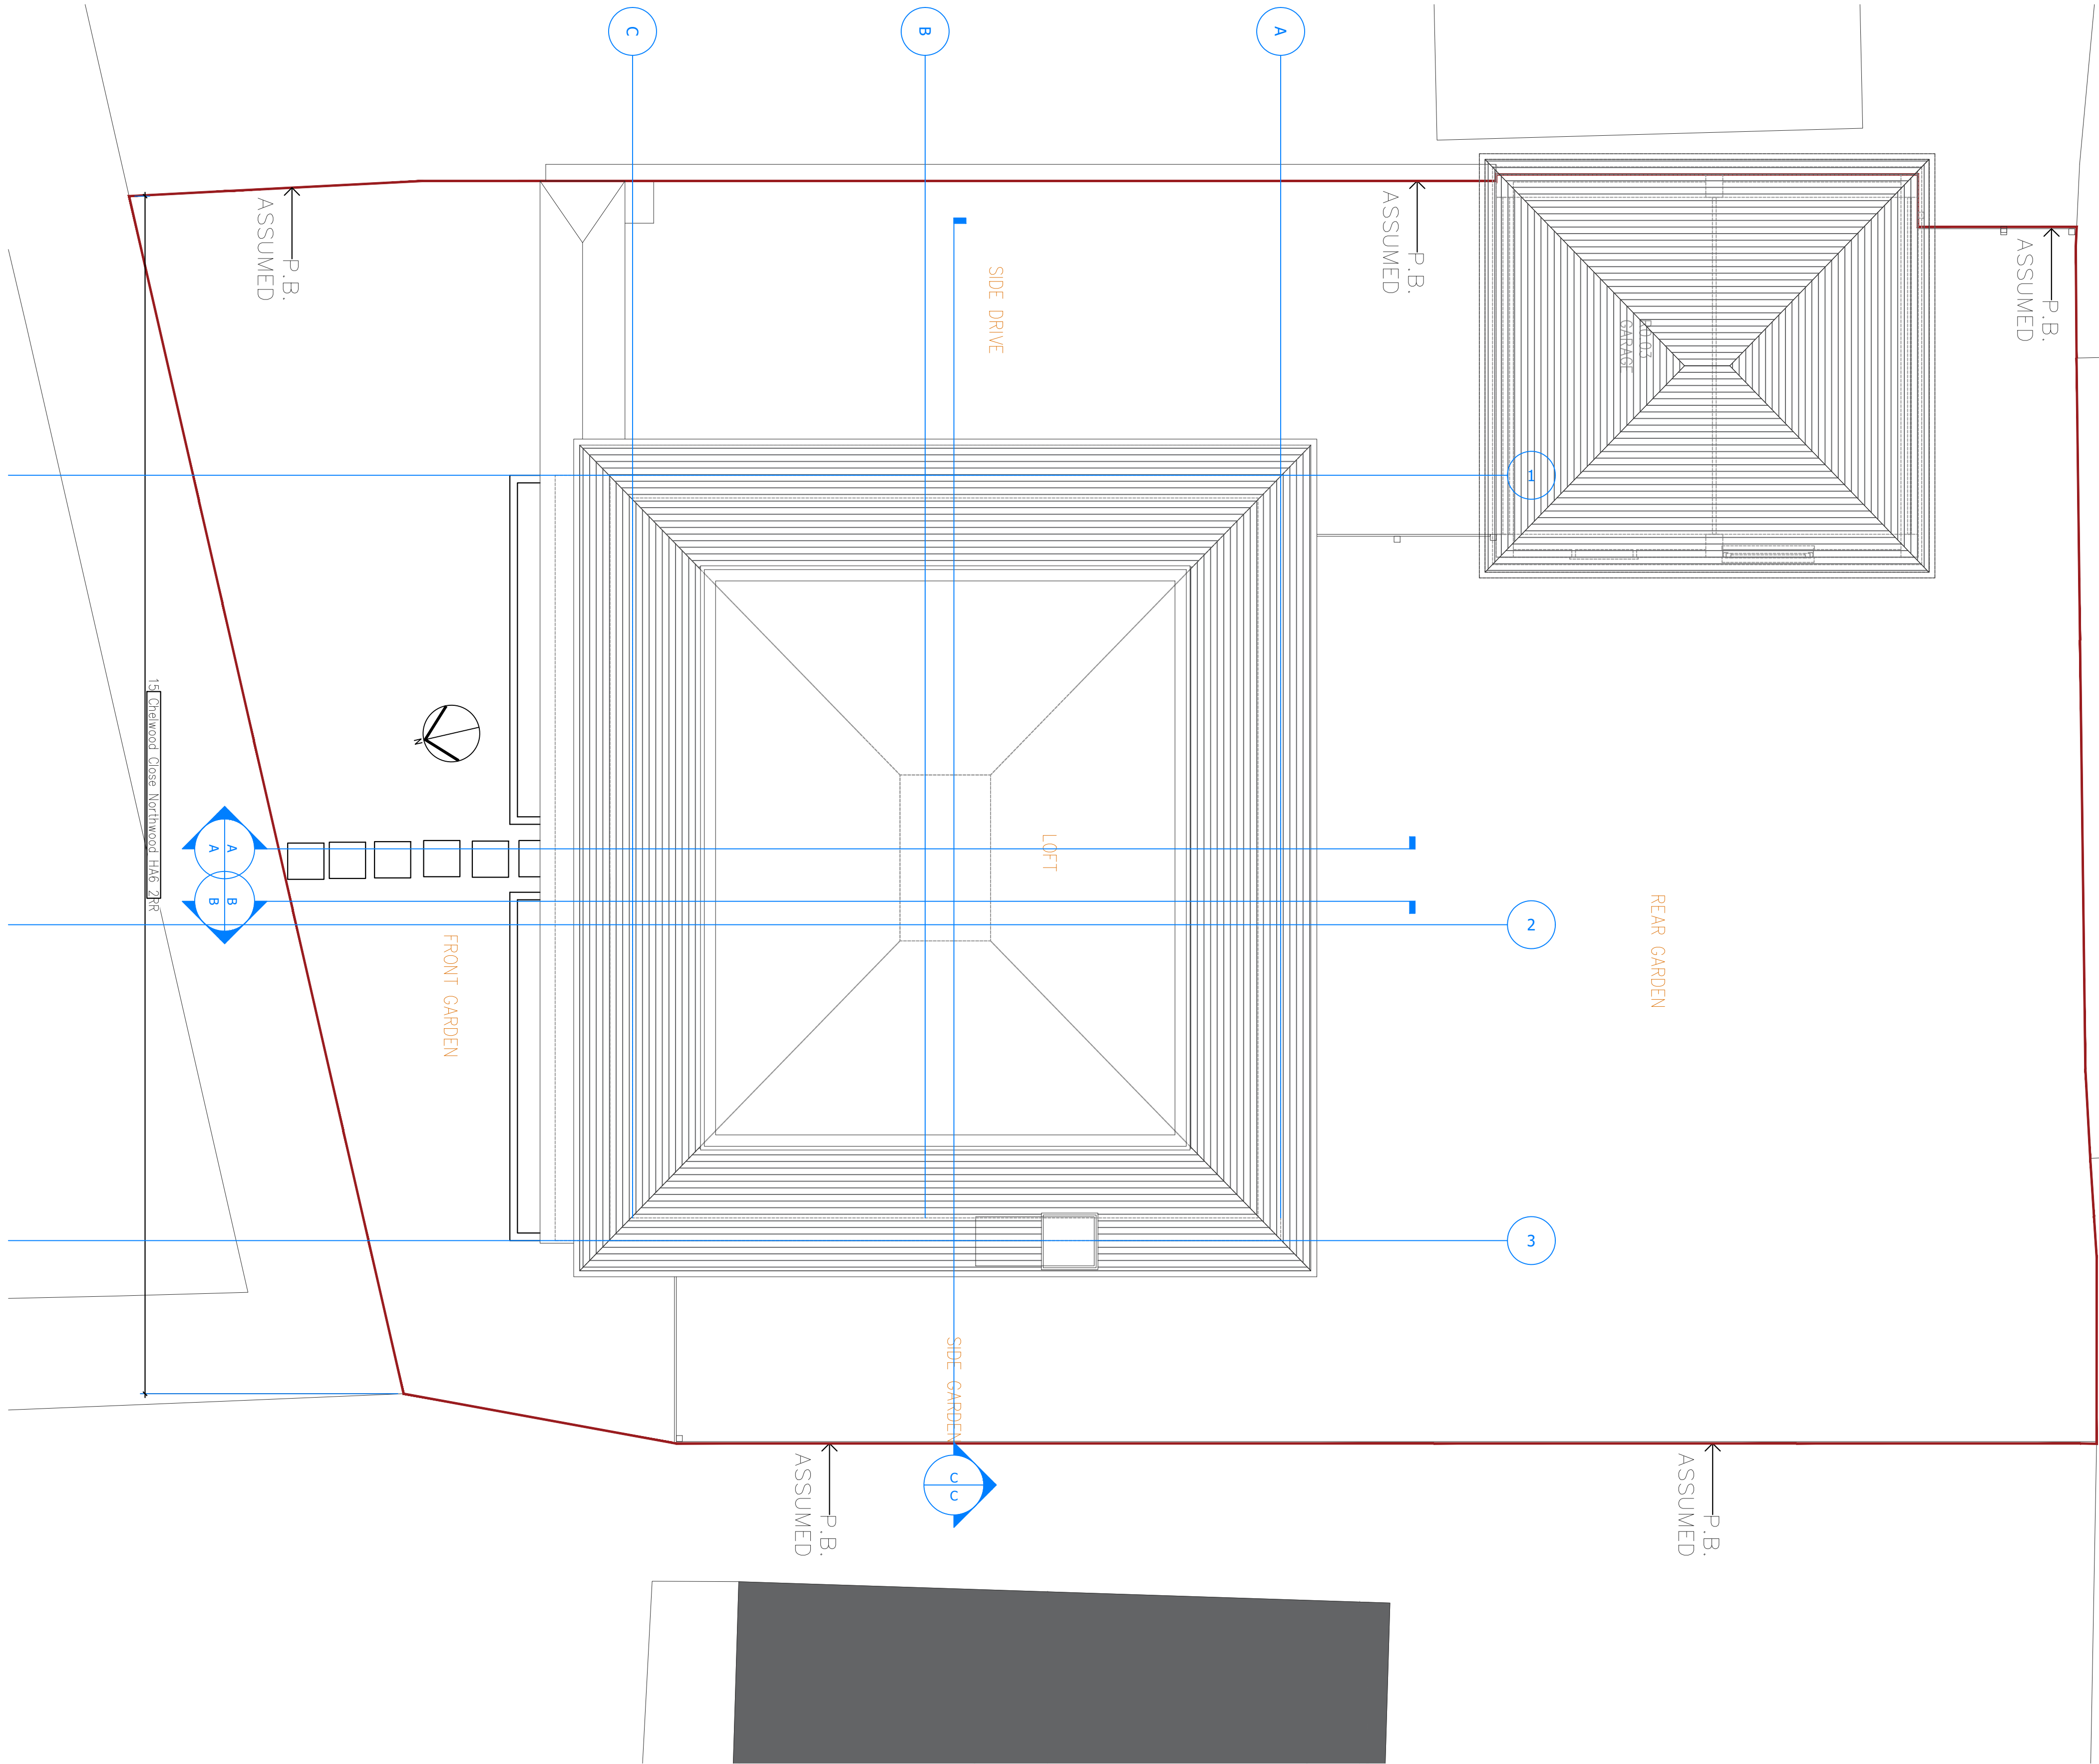 C
B
A
P.B.
ASSUMED
P.B.
ASSUMED
P.B.
ASSUMED
SIDE DRIVE
GARAGE
1
N
15 Chelwood Close Northwood HA6 2RR
A
A
B
B
LOFT
2
FRONT GARDEN
REAR GARDEN
3
SIDE GARDEN
C
C
P.B.
ASSUMED
P.B.
ASSUMED